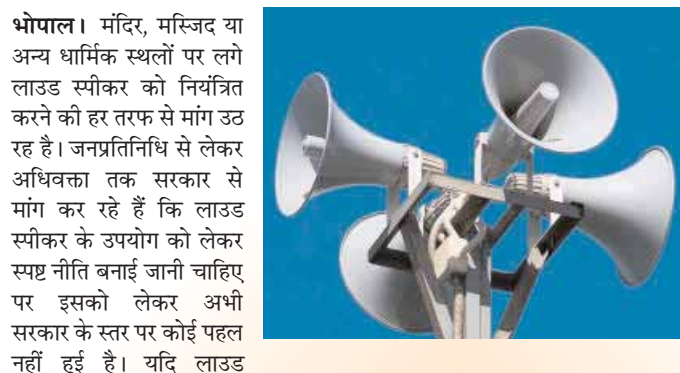 भोपाल। मंदिर, मस्जिद या
अन्य धार्मिक स्थलों पर लगे
लाउड स्पीकर को नियंत्रित
करने की हर तरफ से मांग उठ
रह है। जनप्रतिनिधि से लेकर
अधिवक्ता तक सरकार से
मांग कर रहे हैं कि लाउड
स्पीकर के उपयोग को लेकर
स्पष्ट नीति बनाई जानी चाहिए
पर इसको लेकर अभी
सरकार के स्तर पर कोई पहल
नहीं हुई है। यदि लाउड